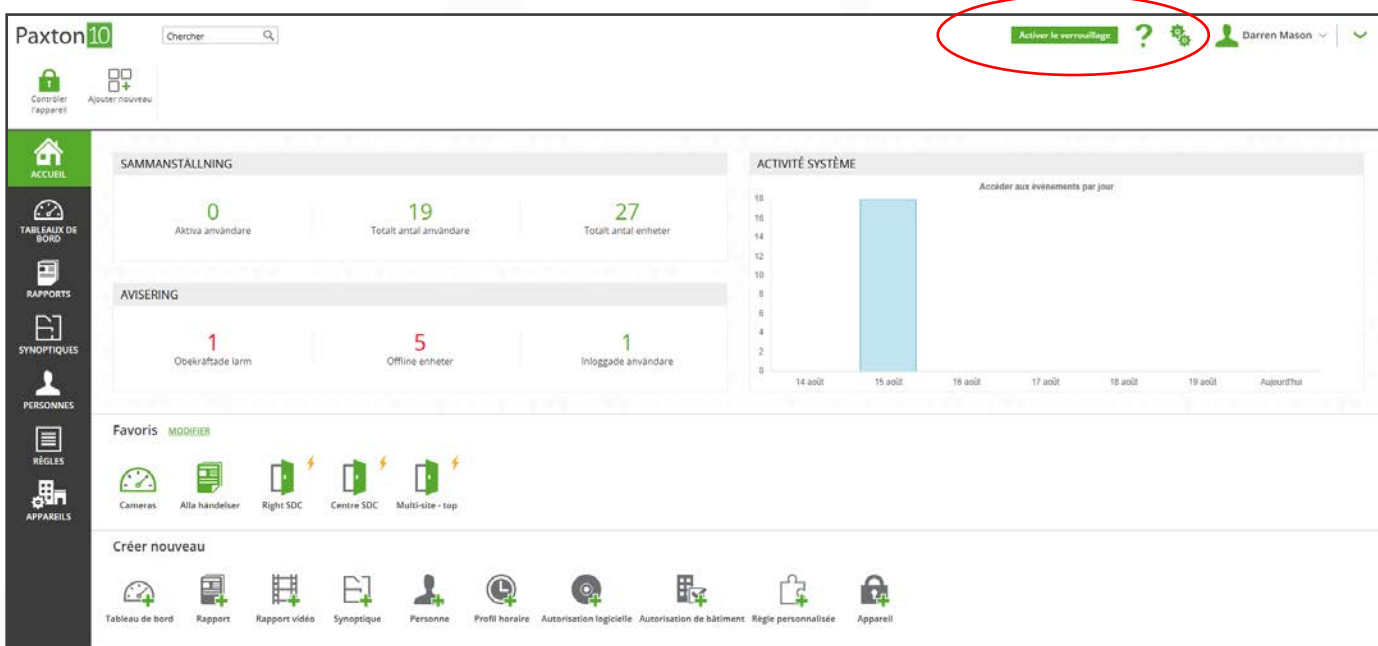 Paxton 10
Chercher
Activer le verrouillage
?
Darren Mason
Contrôler l'appareil
Ajouter nouveau
ACCUEIL
TABLEAUX DE BORD
RAPPORTS
SYNOPTIQUES
PERSONNES
RÈGLES
APPAREILS
SAMMANSTÄLLNING
0
Aktiva användare
19
Totalt antal användare
27
Totalt antal enheter
AVISERING
1
Obekräftade larm
5
Offline enheter
1
Inloggade användare
ACTIVITÉ SYSTÈME
Accéder aux événements par jour
18
16
14
12
10
8
6
4
2
0
14 août 15 août 16 août 17 août 18 août 19 août Aujourd'hui
Favoris MODIFIER
Cameras Alla händelser Right SDC Centre SDC Multi-site - top
Créer nouveau
Tableau de bord Rapport Rapport vidéo Synoptique Personne Profil horaire Autorisation logicielle Autorisation de bâtiment Règle personnalisée Appareil